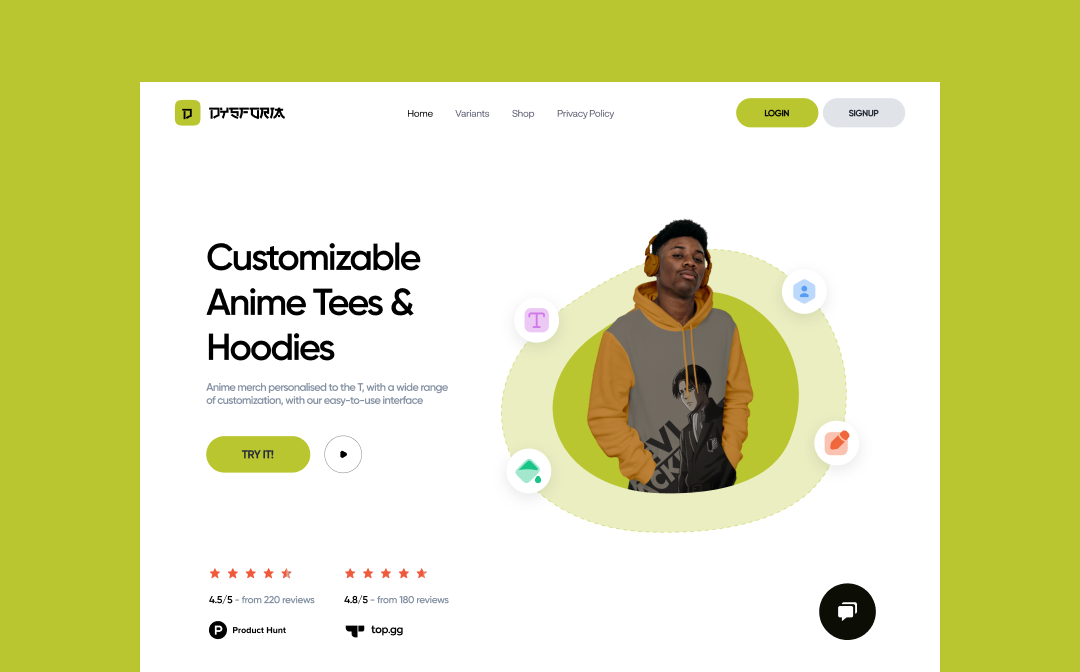 D DYSFORIA
Home Variants Shop Privacy Policy
LOGIN SIGNUP
Customizable
Anime Tees &
Hoodies
Anime merch personalised to the T, with a wide range
of customization, with our easy-to-use interface
TRY IT!
T
EVI
ACK
4.5/5 - from 220 reviews
4.8/5 - from 180 reviews
P Product Hunt
top.gg